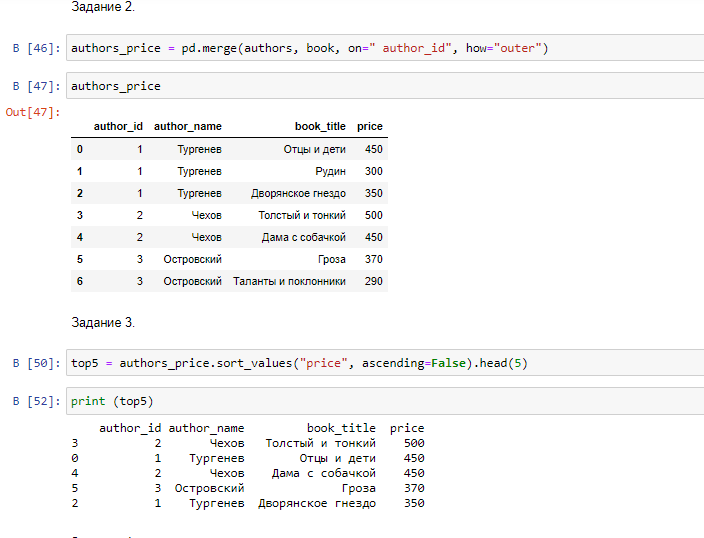 Задание 2.
В [46]: authors_price = pd.merge(authors, book, on=" author_id", how="outer")
В [47]: authors_price
Out[47]:
author_id author_name book_title price
0 1 Тургенев Отцы и дети 450
1 1 Тургенев Рудин 300
2 1 Тургенев Дворянское гнездо 350
3 2 Чехов Толстый и тонкий 500
4 2 Чехов Дама с собачкой 450
5 3 Островский Гроза 370
6 3 Островский Таланты и поклонники 290
Задание 3.
В [50]: top5 = authors_price.sort_values("price", ascending=False).head(5)
В [52]: print (top5)
author_id author_name book_title price
3 2 Чехов Толстый и тонкий 500
0 1 Тургенев Отцы и дети 450
4 2 Чехов Дама с собачкой 450
5 3 Островский Гроза 370
2 1 Тургенев Дворянское гнездо 350